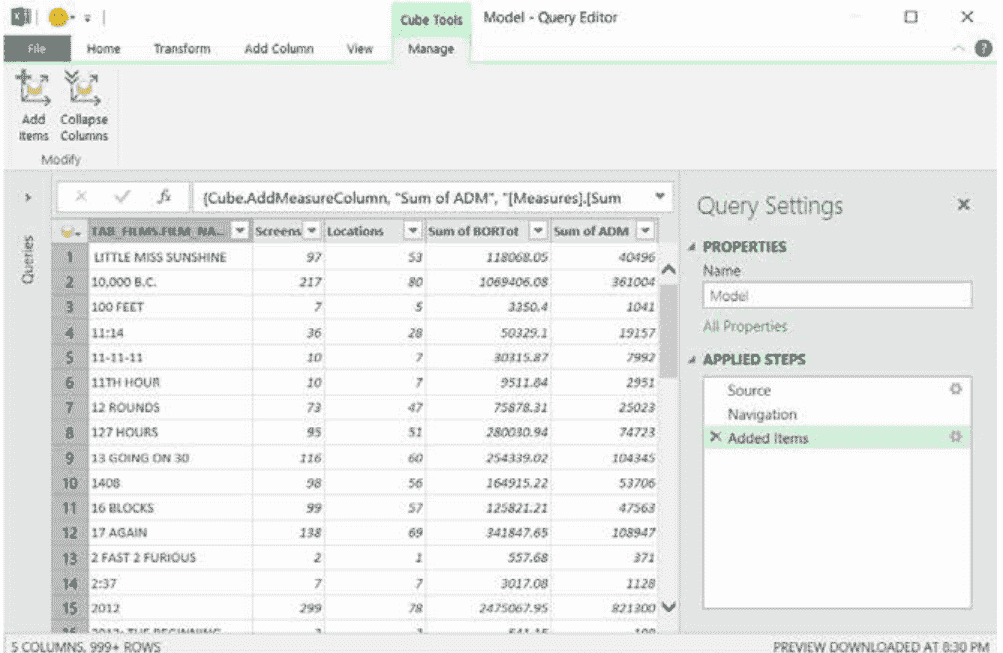 Cube Tools Model - Query Editor
File Home Transform Add Column View Manage
Add Items
Collapse Columns
Modify
Queries
fx {Cube.AddMeasureColumn, "Sum of ADM", "[Measures].[Sum
TAB_FILMS.FILM_NA... Screens Locations Sum of BORTot Sum of ADM
1 LITTLE MISS SUNSHINE 97 53 118068.05 40496
2 10,000 B.C. 217 80 1069406.08 361004
3 100 FEET 7 5 3350.4 1041
4 11:14 36 28 50329.1 19157
5 11-11-11 10 7 30315.87 7992
6 11TH HOUR 10 7 9511.84 2951
7 12 ROUNDS 73 47 75878.31 25023
8 127 HOURS 95 51 280030.94 74723
9 13 GOING ON 30 116 60 254339.02 104345
10 1408 98 56 164915.22 53706
11 16 BLOCKS 99 57 125821.21 47563
12 17 AGAIN 138 69 341847.65 108947
13 2 FAST 2 FURIOUS 2 1 557.68 371
14 2:37 7 7 3017.08 1128
15 2012 299 78 2475067.95 821300
5 COLUMNS, 999+ ROWS
Query Settings
PROPERTIES
Name
Model
All Properties
APPLIED STEPS
Source
Navigation
Added Items
PREVIEW DOWNLOADED AT 8:30 PM